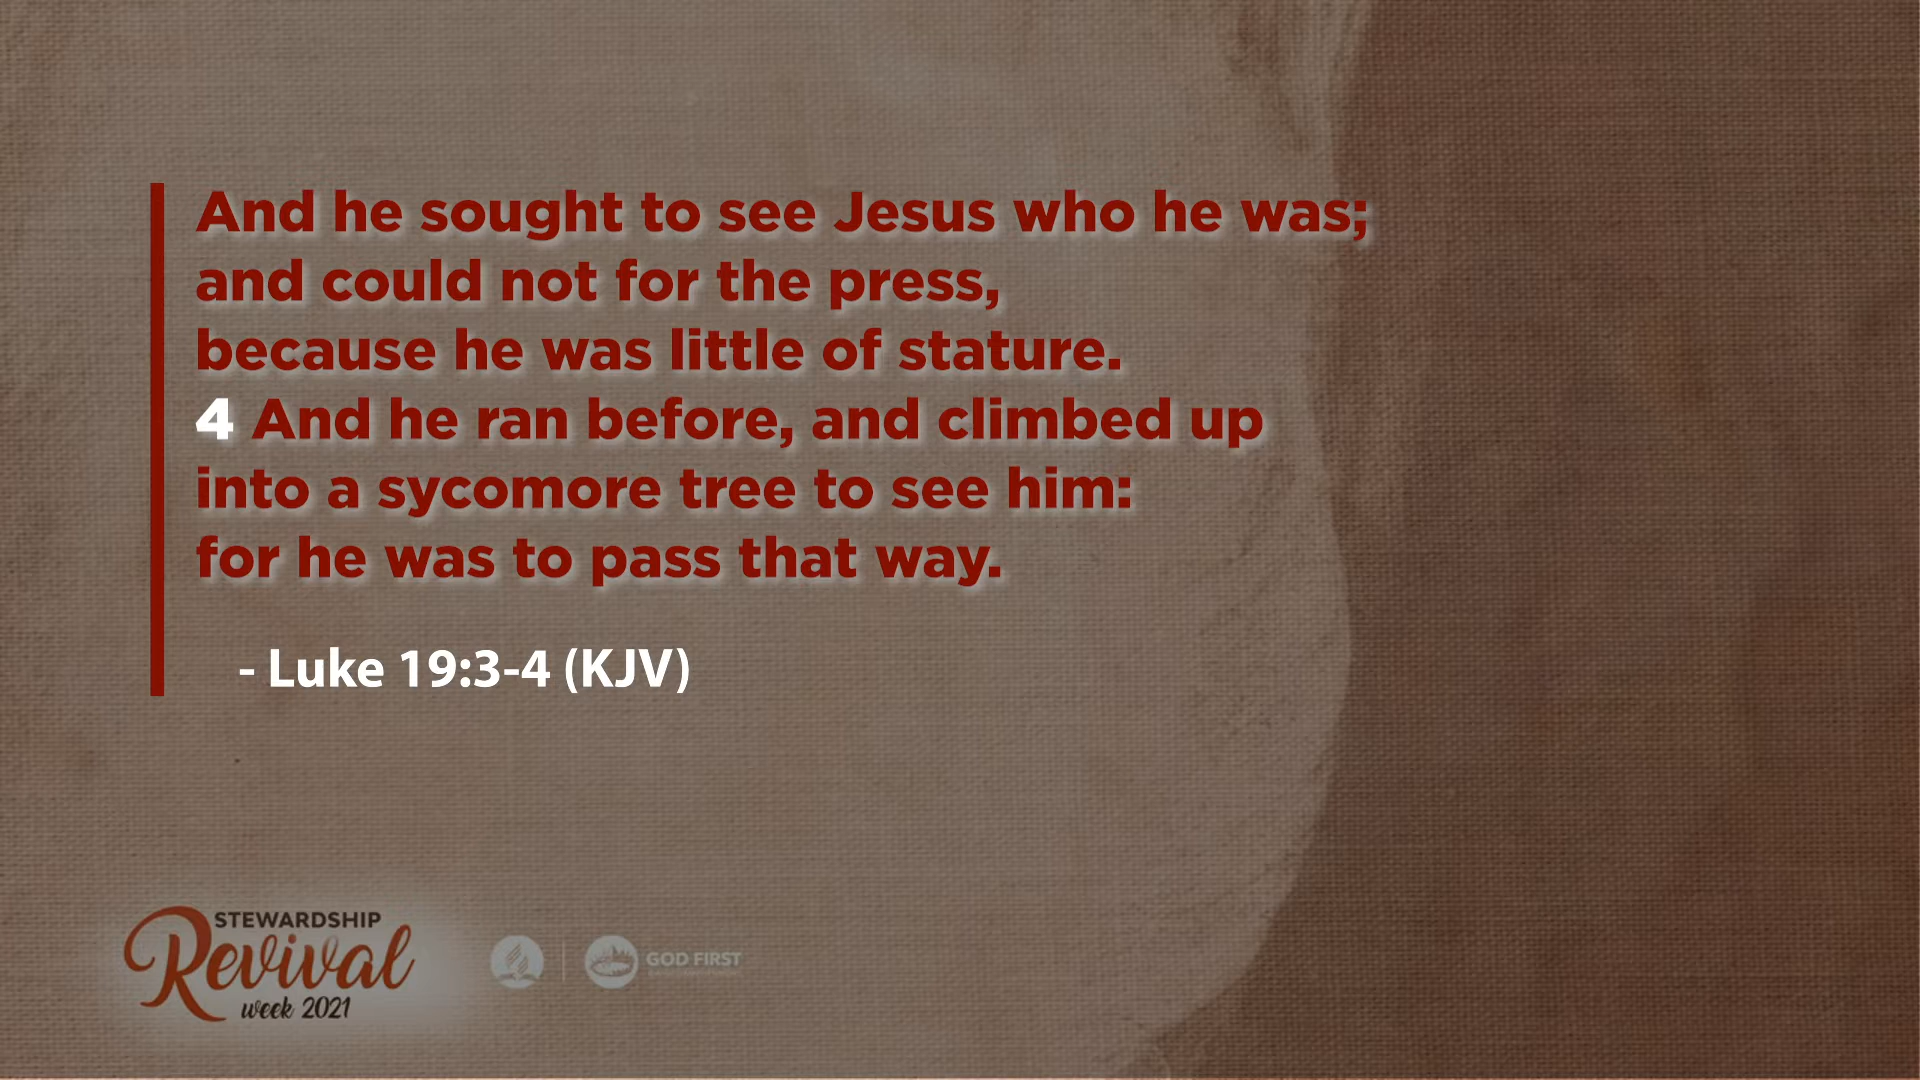 And he sought to see Jesus who he was;
and could not for the press,
because he was little of stature.
4 And he ran before, and climbed up
into a sycomore tree to see him:
for he was to pass that way.
- Luke 19:3-4 (KJV)
STEWARDSHIP
Revival
week 2021
GOD FIRST